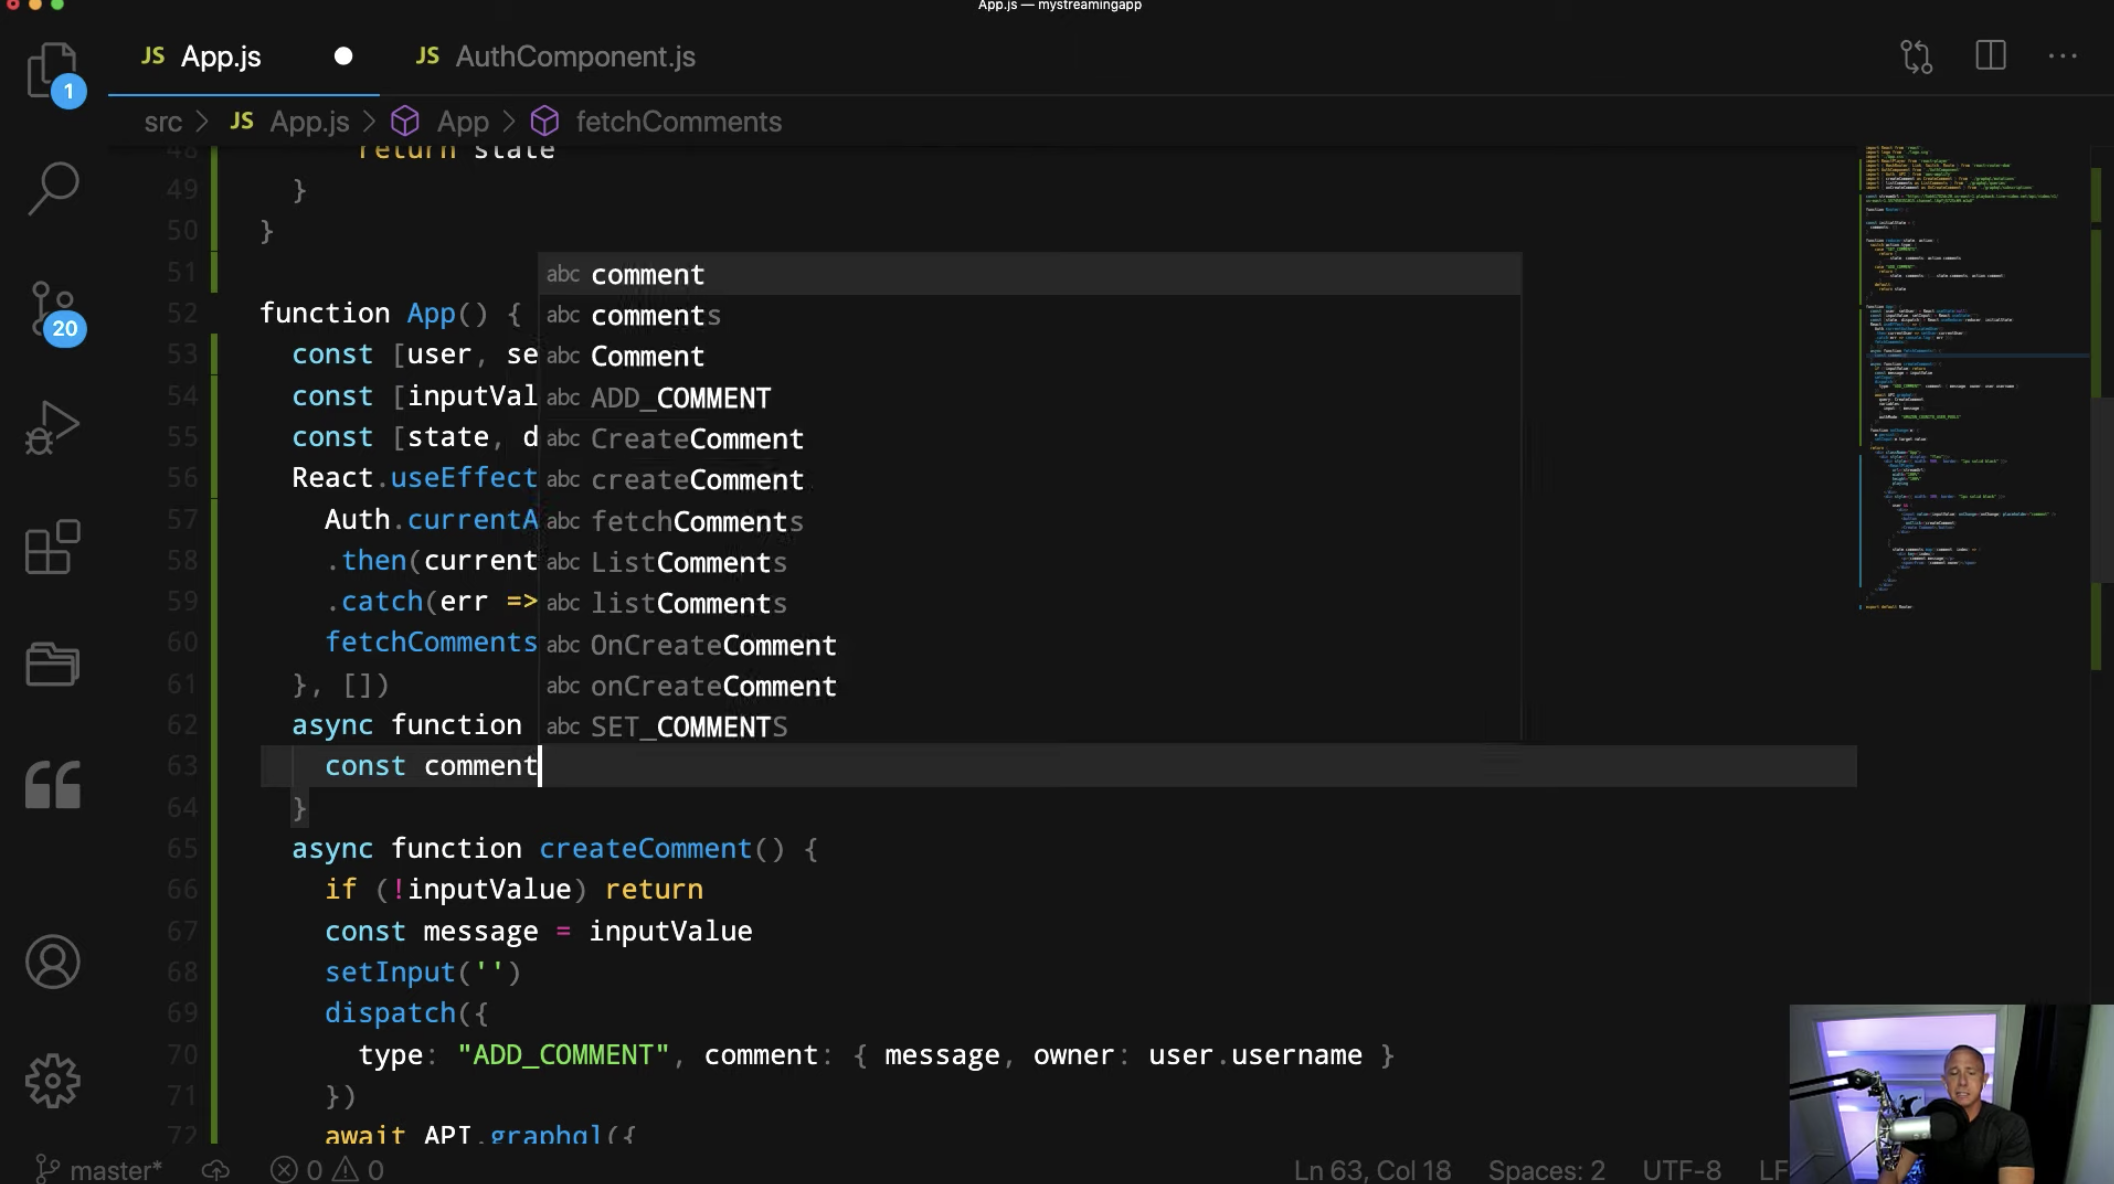 App.js — mystreamingapp
JS App.js
JS AuthComponent.js
1
src > JS App.js > App > fetchComments
48 return state
49 }
50 }
51
52 function App() {
53 const [user, se
54 const [inputVal
55 const [state, d
56 React.useEffect
57 Auth.currentA
58 .then(current
59 .catch(err =>
60 fetchComments
61 }, [])
62 async function
63 const comment
64 }
65 async function createComment() {
66 if (!inputValue) return
67 const message = inputValue
68 setInput('')
69 dispatch({
70 type: "ADD_COMMENT", comment: { message, owner: user.username }
71 })
72 await API.graphql({
abc comment
abc comments
abc Comment
abc ADD_COMMENT
abc CreateComment
abc createComment
abc fetchComments
abc ListComments
abc listComments
abc OnCreateComment
abc onCreateComment
abc SET_COMMENTS
20
master* 0 0 Ln 63, Col 18 Spaces: 2 UTF-8 LF